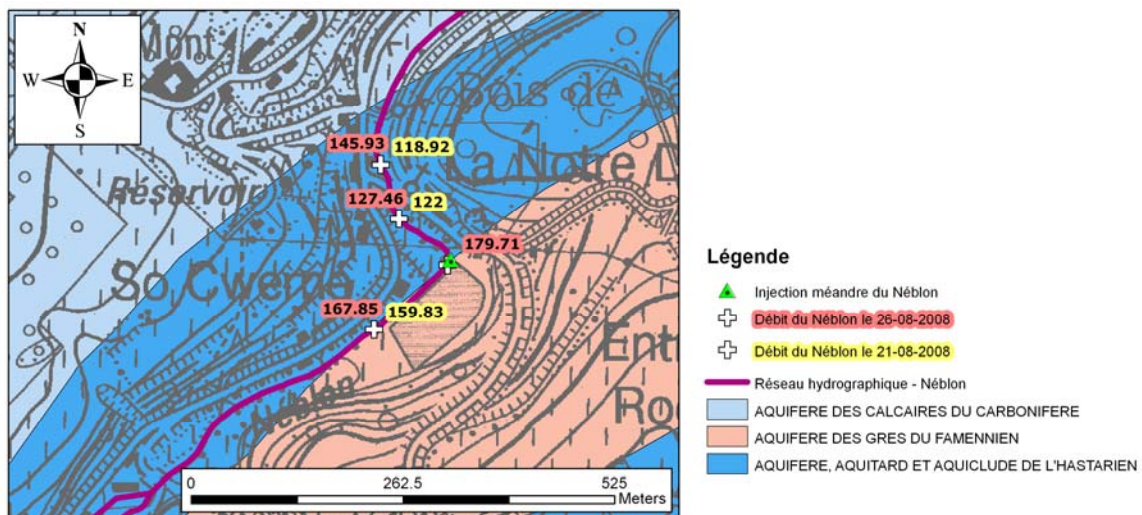 N
W E
S
Mont
Bois de
145.93 118.92
La Notre D
Réservoir
127.46 122
179.71
So Cwerps
167.85 159.83
Néblon
0 262.5 525
Meters
Légende
Injection méandre du Néblon
Débit du Néblon le 26-08-2008
Débit du Néblon le 21-08-2008
Réseau hydrographique - Néblon
AQUIFERE DES CALCAIRES DU CARBONIFERE
AQUIFERE DES GRES DU FAMENNIEN
AQUIFERE, AQUITARD ET AQUICLUDE DE L'HASTARIEN